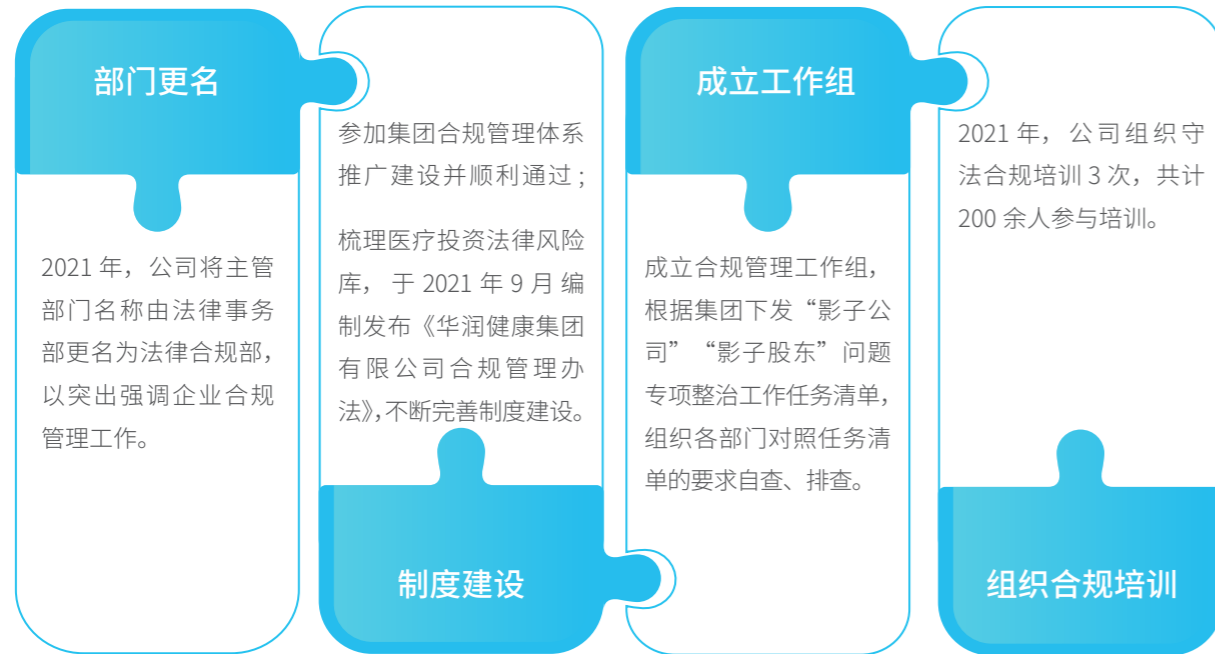 部门更名
2021 年，公司将主管
部门名称由法律事务
部更名为法律合规部，
以突出强调企业合规
管理工作。
参加集团合规管理体系
推广建设并顺利通过；
梳理医疗投资法律风险
库，于 2021 年 9 月编
制发布《华润健康集团
有限公司合规管理办
法》，不断完善制度建设。
制度建设
成立工作组
成立合规管理工作组，
根据集团下发“影子公
司”“影子股东”问题
专项整治工作任务清单，
组织各部门对照任务清
单的要求自查、排查。
2021 年，公司组织守
法合规培训 3 次，共计
200 余人参与培训。
组织合规培训